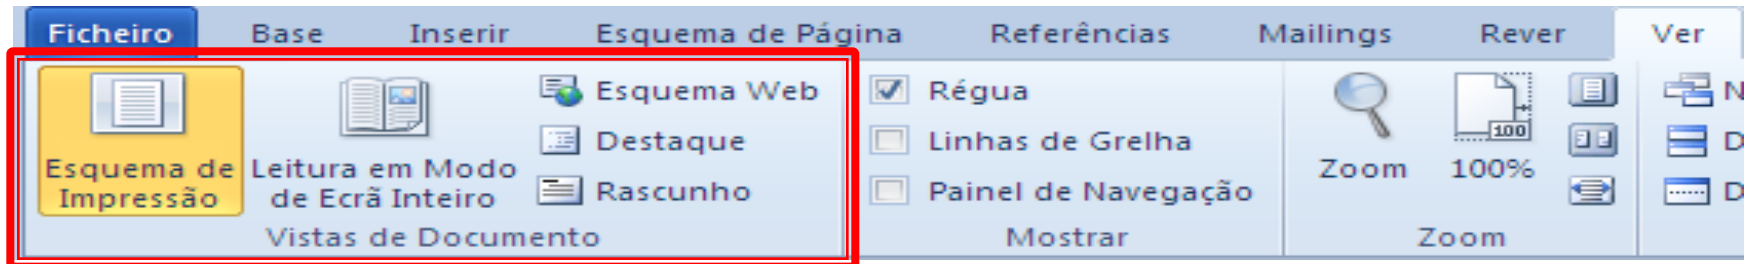 Ficheiro Base Inserir Esquema de Página Referências Mailings Rever Ver
Esquema de Impressão
Leitura em Modo de Ecrã Inteiro
Esquema Web
Destaque
Rascunho
Vistas de Documento
Régua
Linhas de Grelha
Painel de Navegação
Mostrar
Zoom
100
100%
Zoom
N
D
D